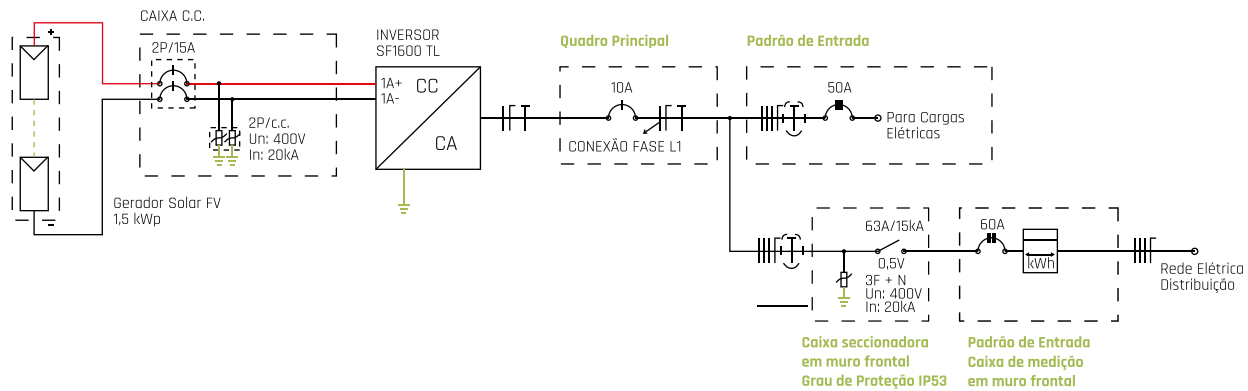 CAIXA C.C.
2P/15A
+
2P/c.c.
Un: 400V
In: 20kA
Gerador Solar FV
1,5 kWp
INVERSOR
SF1600 TL
1A+
1A-
CC
CA
Quadro Principal
10A
CONEXÃO FASE L1
Padrão de Entrada
50A
Para Cargas
Elétricas
63A/15kA
0,5V
3F + N
Un: 400V
In: 20kA
Caixa seccionadora
em muro frontal
Grau de Proteção IP53
60A
kWh
Padrão de Entrada
Caixa de medição
em muro frontal
Rede Elétrica
Distribuição